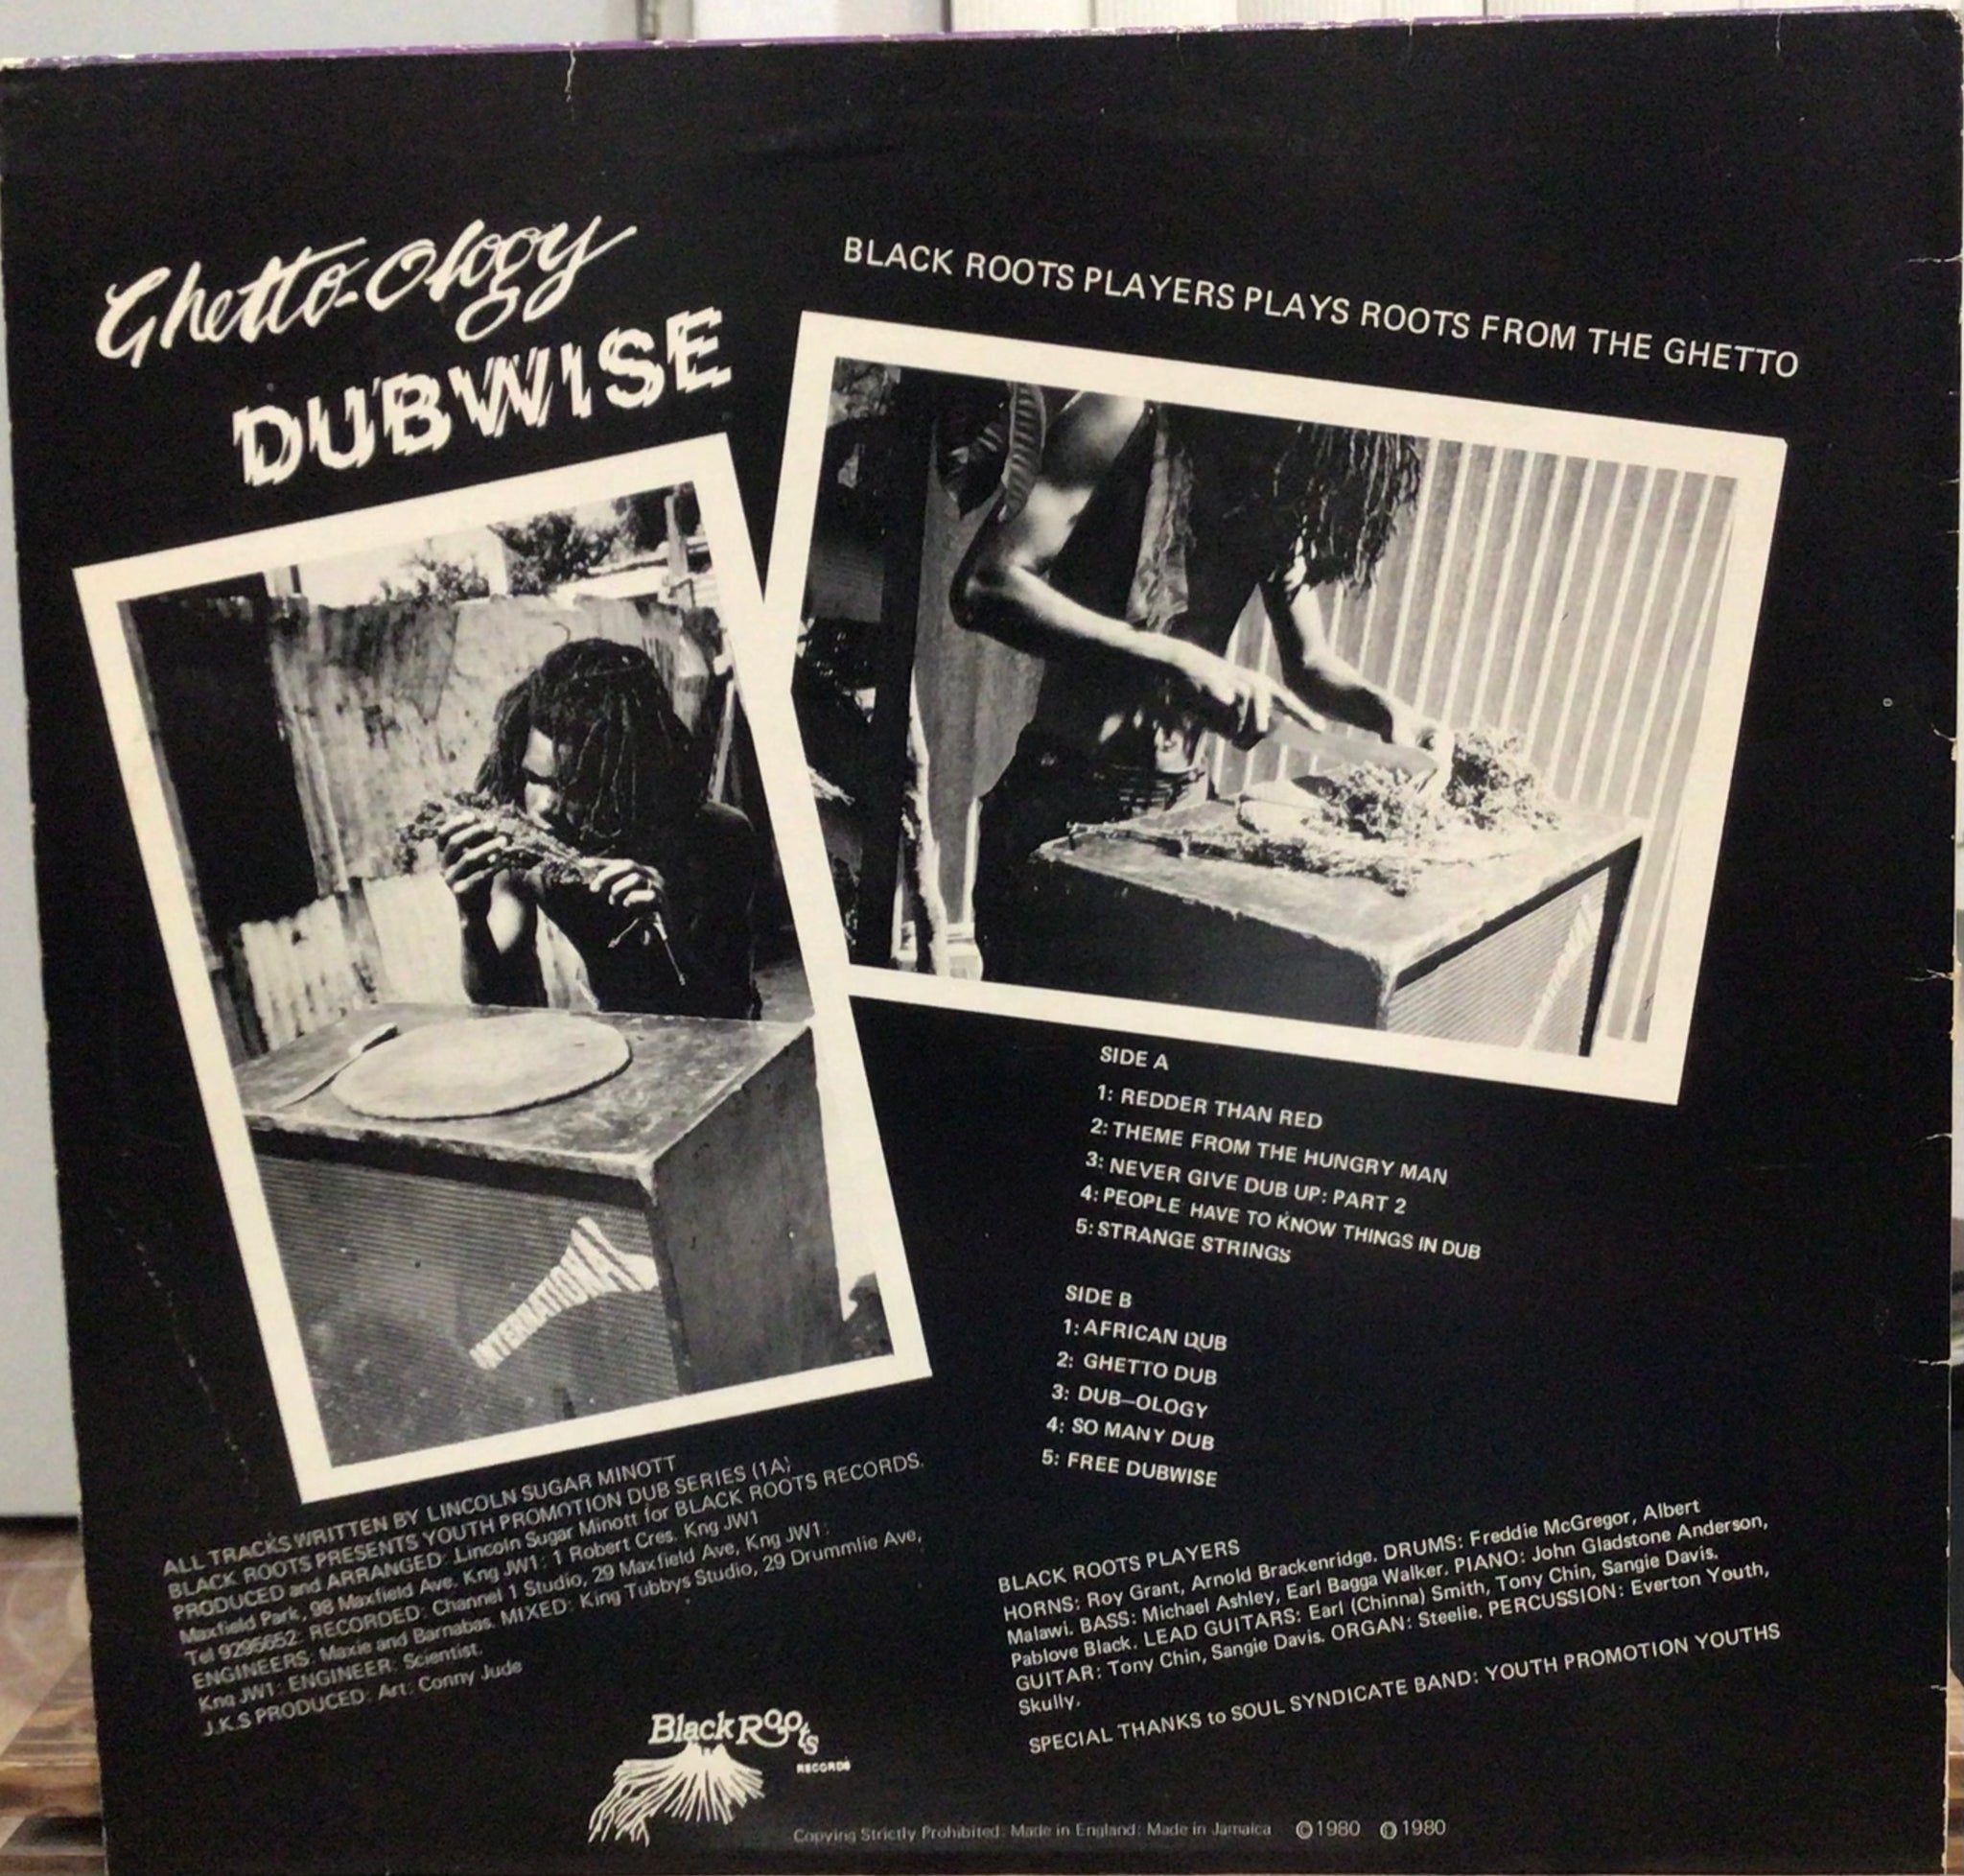 Ghetto-Ology
DUBWISE
BLACK ROOTS PLAYERS PLAYS ROOTS FROM THE GHETTO
INTERNATIONAL
SIDE A
1: REDDER THAN RED
2: THEME FROM THE HUNGRY MAN
3: NEVER GIVE DUB UP: PART 2
4: PEOPLE HAVE TO KNOW THINGS IN DUB
5: STRANGE STRINGS
SIDE B
1: AFRICAN DUB
2: GHETTO DUB
3: DUB—OLOGY
4: SO MANY DUB
5: FREE DUBWISE
ALL TRACKS WRITTEN BY LINCOLN SUGAR MINOTT
BLACK ROOTS PRESENTS YOUTH PROMOTION DUB SERIES (1A)
PRODUCED and ARRANGED: Lincoln Sugar Minott for BLACK ROOTS RECORDS.
Maxfield Park, 98 Maxfield Ave. Kng JW1: 1 Robert Cres. Kng JW1
Tel 9295652: RECORDED: Channel 1 Studio, 29 Maxfield Ave, Kng JW1:
ENGINEERS: Maxie and Barnabas. MIXED: King Tubbys Studio, 29 Drummlie Ave,
Kng JW1: ENGINEER: Scientist.
J.K.S PRODUCED: Art: Conny Jude
BLACK ROOTS PLAYERS
HORNS: Roy Grant, Arnold Brackenridge. DRUMS: Freddie McGregor, Albert
Malawi. BASS: Michael Ashley, Earl Bagga Walker. PIANO: John Gladstone Anderson,
Pablove Black. LEAD GUITARS: Earl (Chinna) Smith, Tony Chin, Sangie Davis.
GUITAR: Tony Chin, Sangie Davis. ORGAN: Steelie. PERCUSSION: Everton Youth,
Skully.
SPECIAL THANKS to SOUL SYNDICATE BAND: YOUTH PROMOTION YOUTHS
Black Roots
RECORDS
Copying Strictly Prohibited: Made in England: Made in Jamaica ©1980 ℗1980